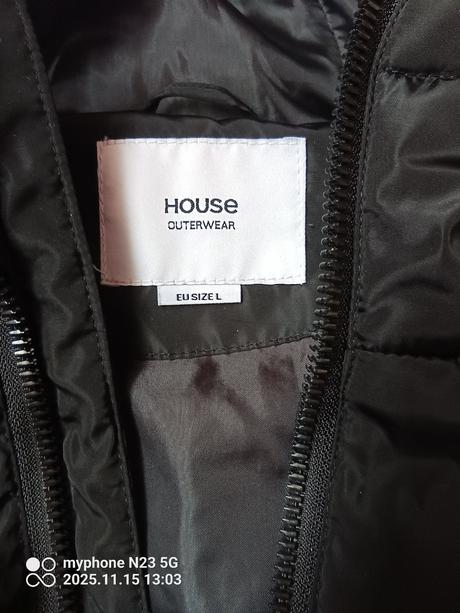 House
OUTERWEAR
EU SIZE L
myphone N23 5G
2025.11.15 13:03